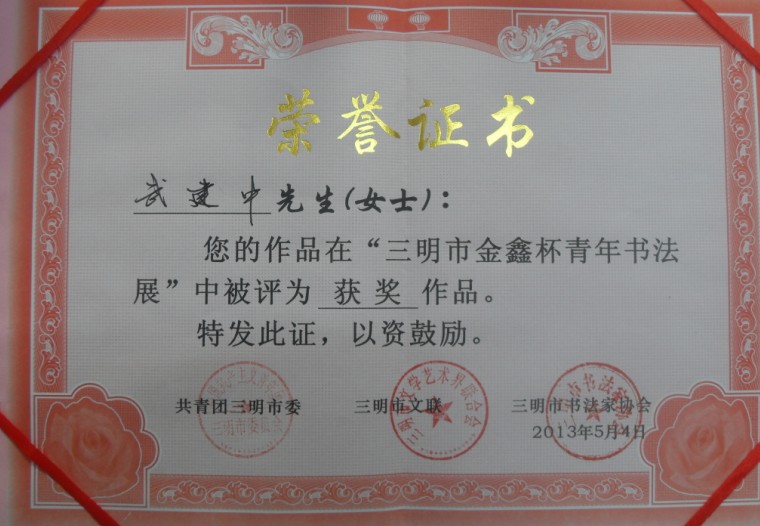 荣誉证书
武建中先生(女士)：
您的作品在“三明市金鑫杯青年书法
展”中被评为 获奖 作品。
特发此证，以资鼓励。
共青团三明市委 三明市文联 三明市书法家协会
2013年5月4日